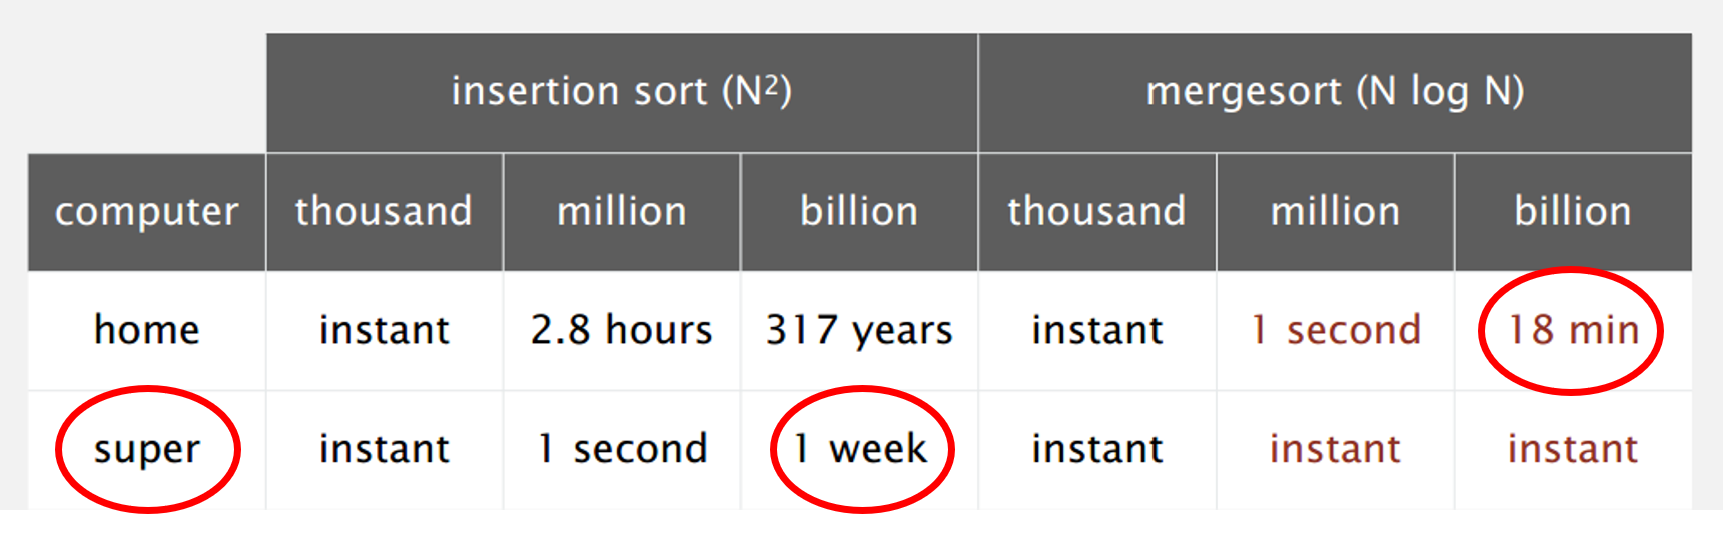 insertion sort (N²) mergesort (N log N)
computer thousand million billion thousand million billion
home instant 2.8 hours 317 years instant 1 second 18 min
super instant 1 second 1 week instant instant instant